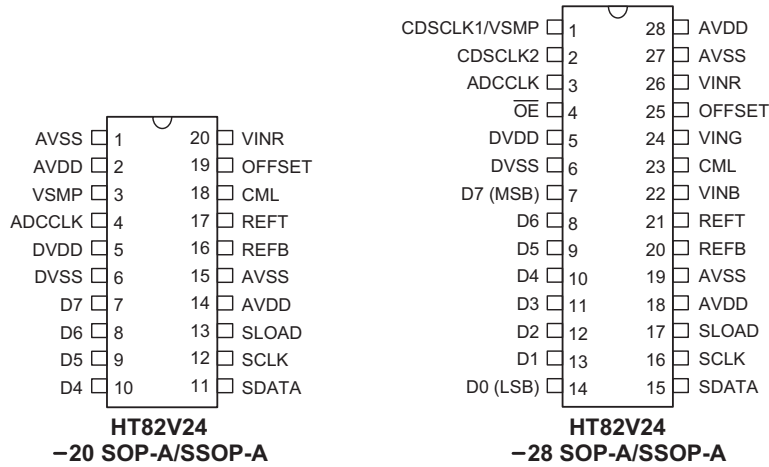 AVSS 1 20 VINR
AVDD 2 19 OFFSET
VSMP 3 18 CML
ADCCLK 4 17 REFT
DVDD 5 16 REFB
DVSS 6 15 AVSS
D7 7 14 AVDD
D6 8 13 SLOAD
D5 9 12 SCLK
D4 10 11 SDATA
HT82V24
−20 SOP-A/SSOP-A
CDSCLK1/VSMP 1 28 AVDD
CDSCLK2 2 27 AVSS
ADCCLK 3 26 VINR
O̅E̅ 4 25 OFFSET
DVDD 5 24 VING
DVSS 6 23 CML
D7 (MSB) 7 22 VINB
D6 8 21 REFT
D5 9 20 REFB
D4 10 19 AVSS
D3 11 18 AVDD
D2 12 17 SLOAD
D1 13 16 SCLK
D0 (LSB) 14 15 SDATA
HT82V24
−28 SOP-A/SSOP-A